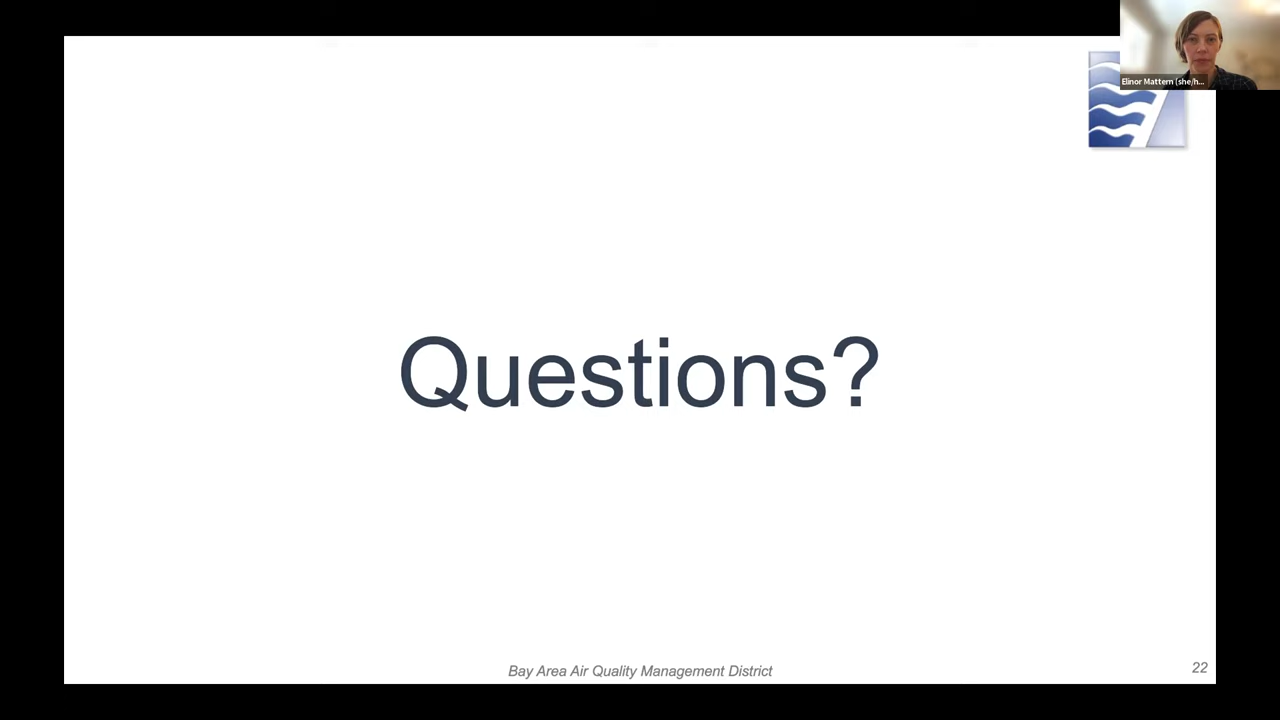 Elinor Mattern (she/h...
Questions?
Bay Area Air Quality Management District
22